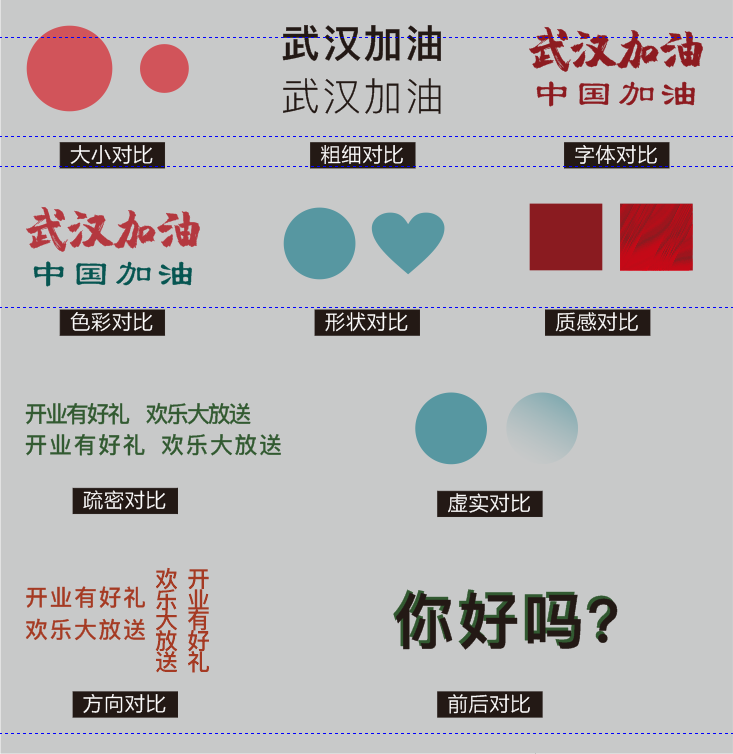 武汉加油
武汉加油
大小对比
粗细对比
武汉加油
中国加油
字体对比
武汉加油
中国加油
色彩对比
形状对比
质感对比
开业有好礼 欢乐大放送
开业有好礼 欢乐大放送
疏密对比
虚实对比
开业有好礼
欢乐大放送
开业有好礼
欢乐大放送
方向对比
你好吗?
前后对比